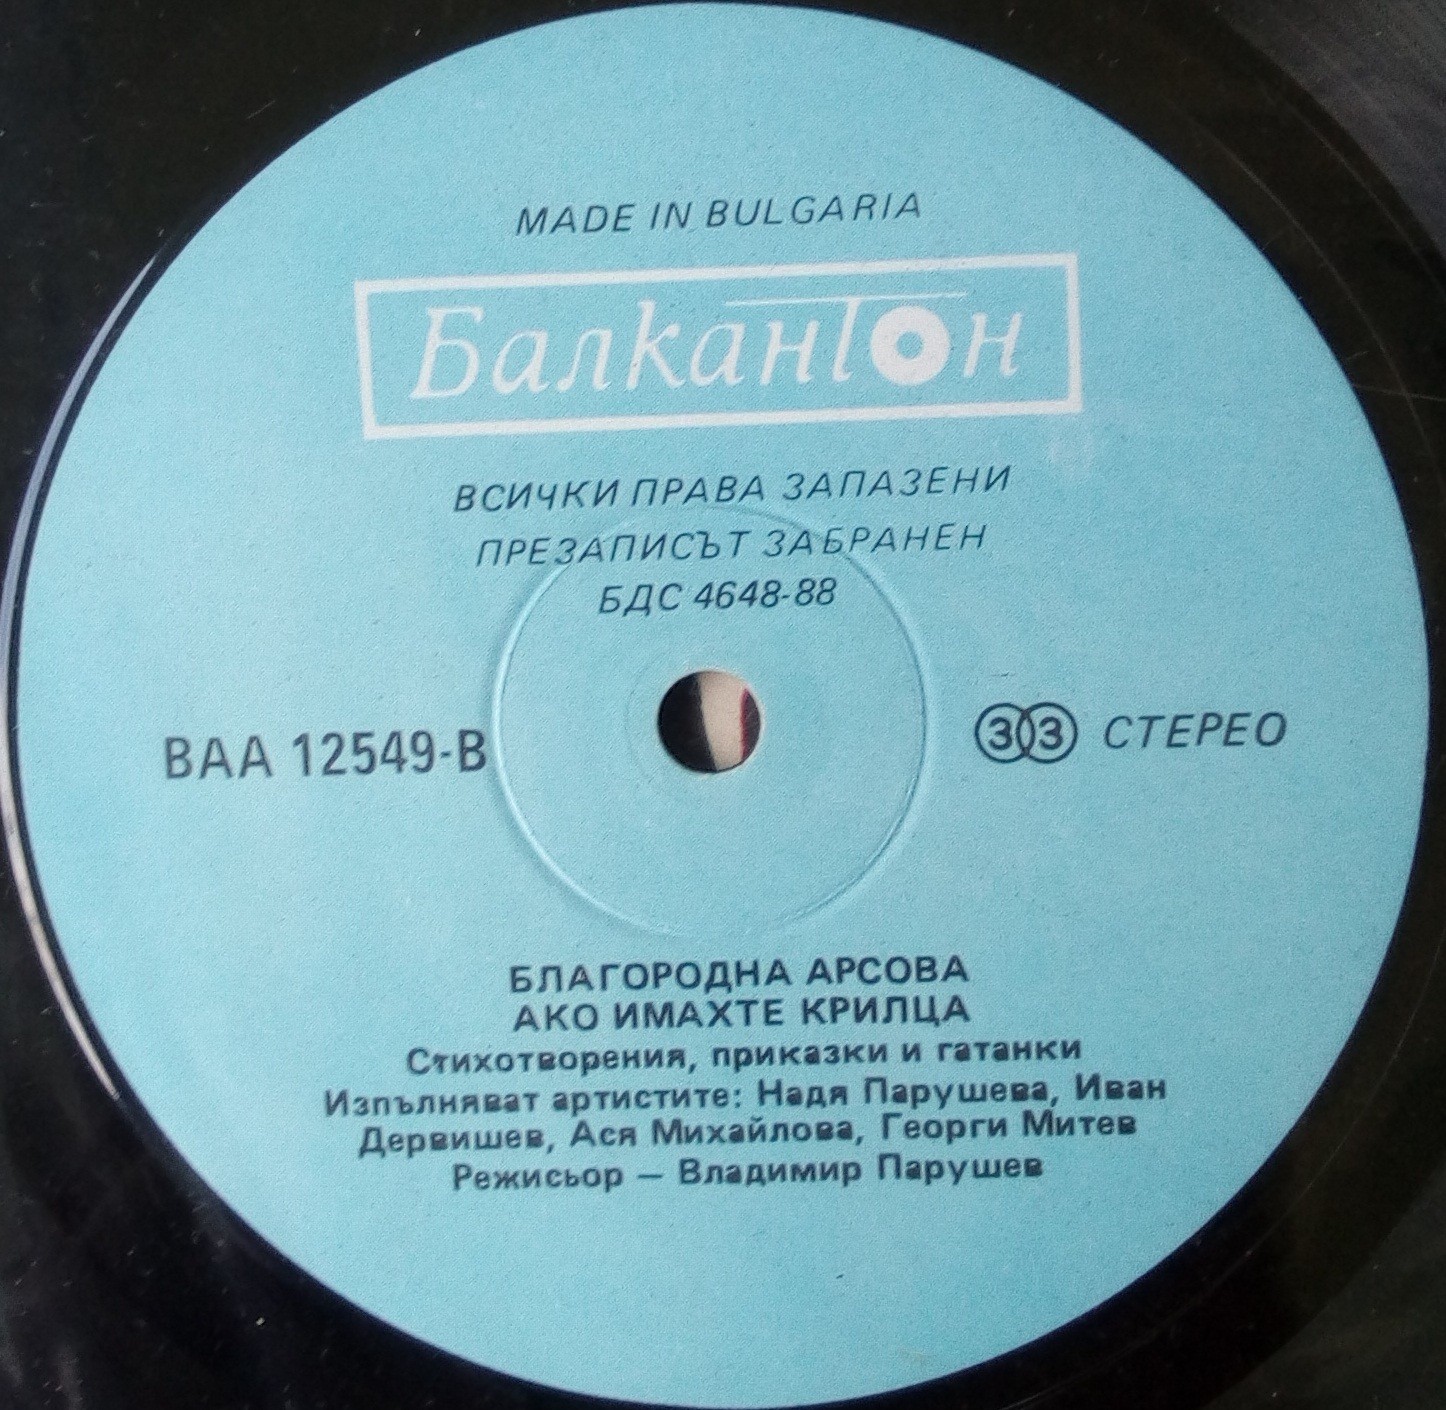 MADE IN BULGARIA
Балкантон
ВСИЧКИ ПРАВА ЗАПАЗЕНИ
ПРЕЗАПИСЪТ ЗАБРАНЕН
БДС 4648-88
ВАА 12549-В
33 СТЕРЕО
БЛАГОРОДНА АРСОВА
АКО ИМАХТЕ КРИЛЦА
Стихотворения, приказки и гатанки
Изпълняват артистите: Надя Парушева, Иван
Дервишев, Ася Михайлова, Георги Митев
Режисьор — Владимир Парушев